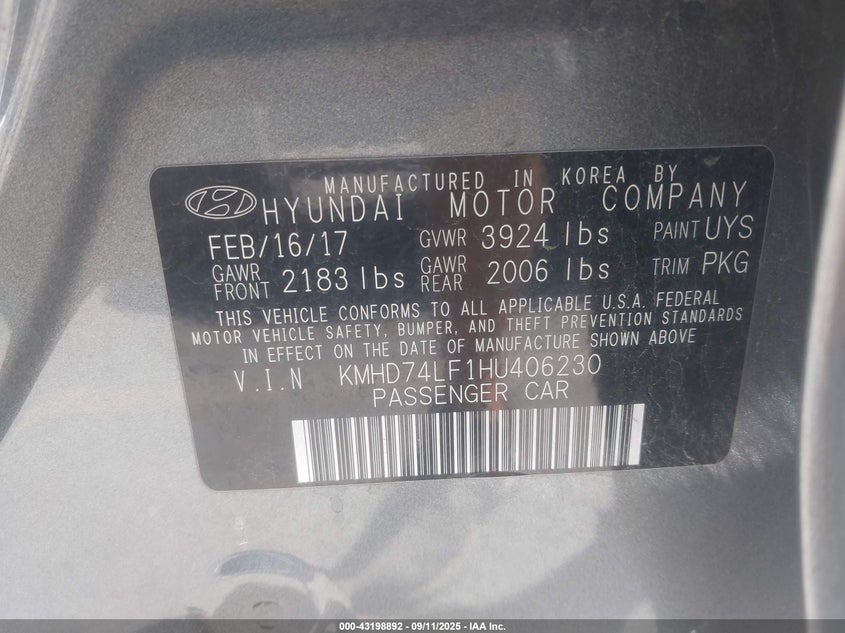 MANUFACTURED IN KOREA BY
HYUNDAI MOTOR COMPANY
FEB/16/17 GVWR 3924 lbs PAINT UYS
GAWR FRONT 2183 lbs GAWR REAR 2006 lbs TRIM PKG
THIS VEHICLE CONFORMS TO ALL APPLICABLE U.S.A. FEDERAL
MOTOR VEHICLE SAFETY, BUMPER, AND THEFT PREVENTION STANDARDS
IN EFFECT ON THE DATE OF MANUFACTURE SHOWN ABOVE
V.I.N KMHD74LF1HU406230
PASSENGER CAR
000-43198892 - 09/11/2025 - IAA Inc.